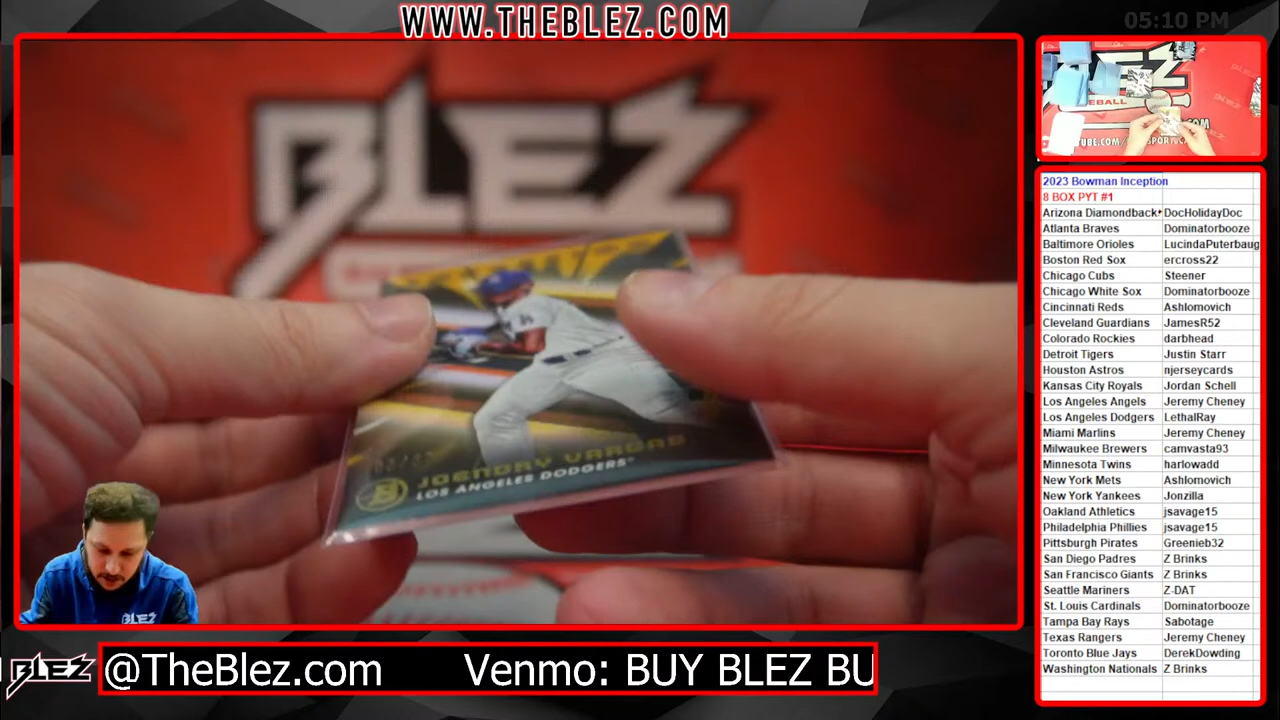 WWW.THEBLEZ.COM
05:10 PM
BLEZ
JOENDRY VARGAS
LOS ANGELES DODGERS
2023 Bowman Inception
8 BOX PYT #1
Arizona Diamondback DocHolidayDoc
Atlanta Braves Dominatorbooze
Baltimore Orioles LucindaPuterbaug
Boston Red Sox ercross22
Chicago Cubs Steener
Chicago White Sox Dominatorbooze
Cincinnati Reds Ashlomovich
Cleveland Guardians JamesR52
Colorado Rockies darbhead
Detroit Tigers Justin Starr
Houston Astros njerseycards
Kansas City Royals Jordan Schell
Los Angeles Angels Jeremy Cheney
Los Angeles Dodgers LethalRay
Miami Marlins Jeremy Cheney
Milwaukee Brewers camvasta93
Minnesota Twins harlowadd
New York Mets Ashlomovich
New York Yankees Jonzilla
Oakland Athletics jsavage15
Philadelphia Phillies jsavage15
Pittsburgh Pirates Greenieb32
San Diego Padres Z Brinks
San Francisco Giants Z Brinks
Seattle Mariners Z-DAT
St. Louis Cardinals Dominatorbooze
Tampa Bay Rays Sabotage
Texas Rangers Jeremy Cheney
Toronto Blue Jays DerekDowding
Washington Nationals Z Brinks
BLEZ
BLEZ @TheBlez.com Venmo: BUY BLEZ BU